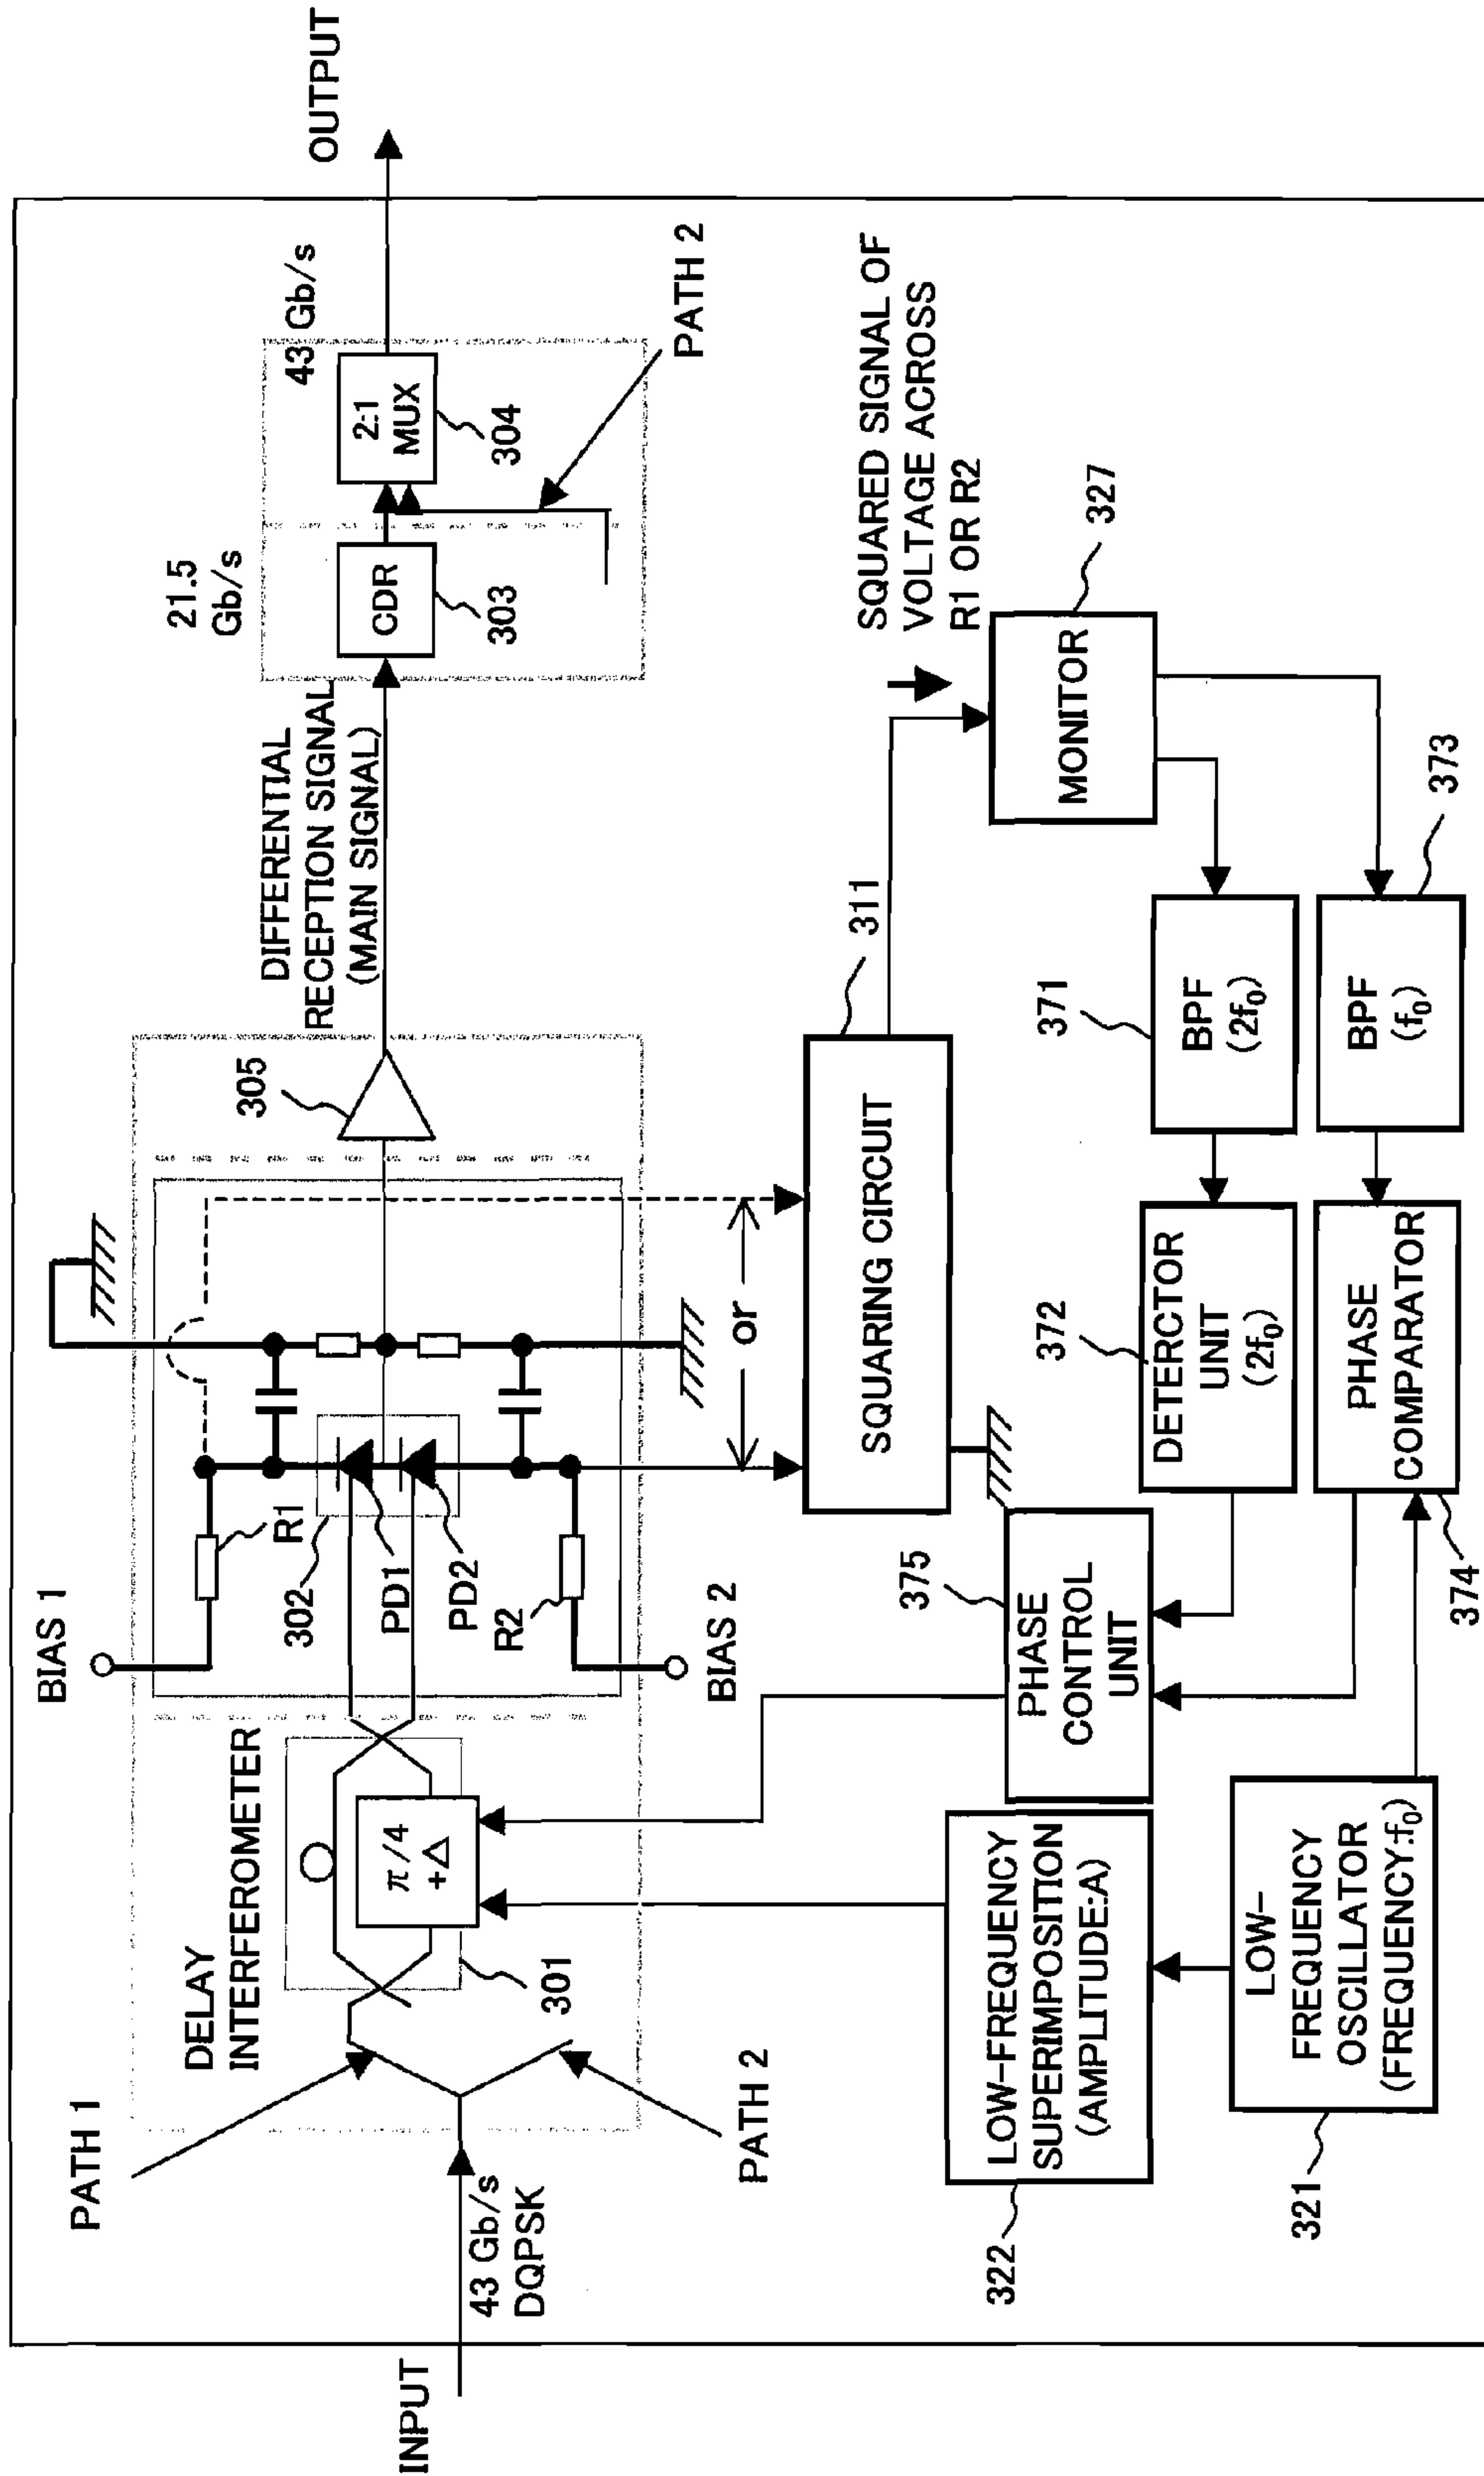 INPUT
43 Gb/s
DQPSK
PATH 1
PATH 2
DELAY
INTERFEROMETER
π/4
+Δ
301
BIAS 1
R1
302
PD1
PD2
R2
BIAS 2
305
DIFFERENTIAL
RECEPTION SIGNAL
(MAIN SIGNAL)
21.5
Gb/s
CDR
303
43 Gb/s
2:1
MUX
304
PATH 2
OUTPUT
or
SQUARING CIRCUIT
311
SQUARED SIGNAL OF
VOLTAGE ACROSS
R1 OR R2
MONITOR
327
371
BPF
(2f₀)
BPF
(f₀)
373
372
DETERCTOR
UNIT
(2f₀)
PHASE
COMPARATOR
374
375
PHASE
CONTROL
UNIT
LOW-FREQUENCY
SUPERIMPOSITION
(AMPLITUDE:A)
322
LOW-
FREQUENCY
OSCILLATOR
(FREQUENCY:f₀)
321